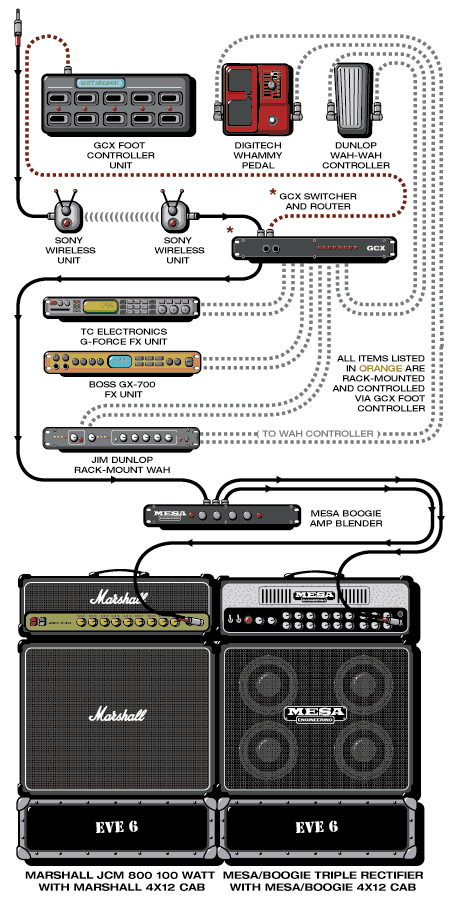 guitargeek
GCX FOOT
CONTROLLER
UNIT
DIGITECH
WHAMMY
PEDAL
DUNLOP
WAH-WAH
CONTROLLER
* GCX SWITCHER
AND ROUTER
*
SONY
WIRELESS
UNIT
SONY
WIRELESS
UNIT
GCX
TC ELECTRONICS
G-FORCE FX UNIT
BOSS GX-700
FX UNIT
ALL ITEMS LISTED
IN ORANGE ARE
RACK-MOUNTED
AND CONTROLLED
VIA GCX FOOT
CONTROLLER
( TO WAH CONTROLLER )
JIM DUNLOP
RACK-MOUNT WAH
MESA
MESA BOOGIE
AMP BLENDER
Marshall
MESA
ENGINEERING
Marshall
MESA
ENGINEERING
EVE 6
EVE 6
MARSHALL JCM 800 100 WATT
WITH MARSHALL 4X12 CAB
MESA/BOOGIE TRIPLE RECTIFIER
WITH MESA/BOOGIE 4X12 CAB